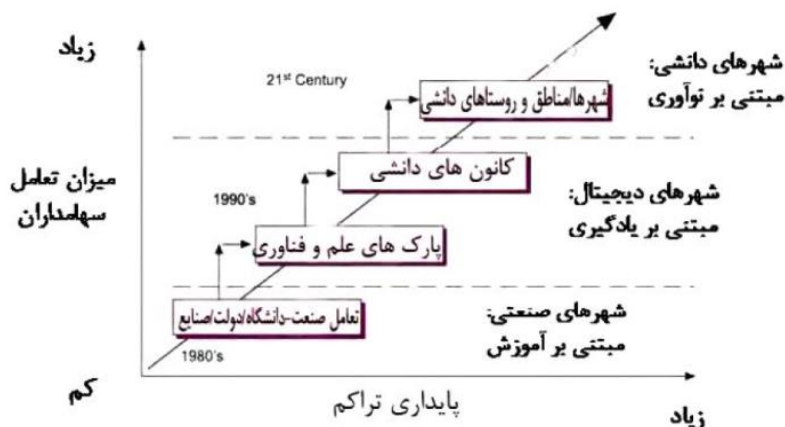 زیاد
شهرهای دانشی:
مبتنی بر نوآوری
21st Century
شهرها/مناطق و روستاهای دانشی
کانون های دانشی
میزان تعامل
سهامداران
شهرهای دیجیتال:
مبتنی بر یادگیری
1990's
پارک های علم و فناوری
تعامل صنعت-دانشگاه/دولت/صنایع
شهرهای صنعتی:
مبتنی بر آموزش
1980's
کم
پایداری تراکم
زیاد